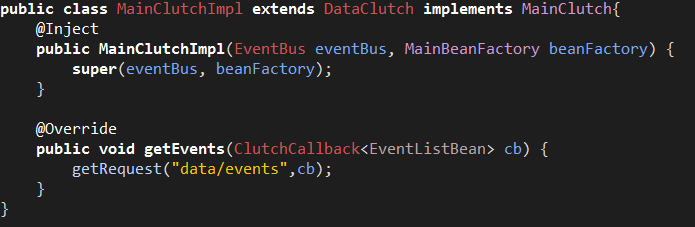 public class MainClutchImpl extends DataClutch implements MainClutch{
@Inject
public MainClutchImpl(EventBus eventBus, MainBeanFactory beanFactory) {
super(eventBus, beanFactory);
}
@Override
public void getEvents(ClutchCallback<EventListBean> cb) {
getRequest("data/events",cb);
}
}